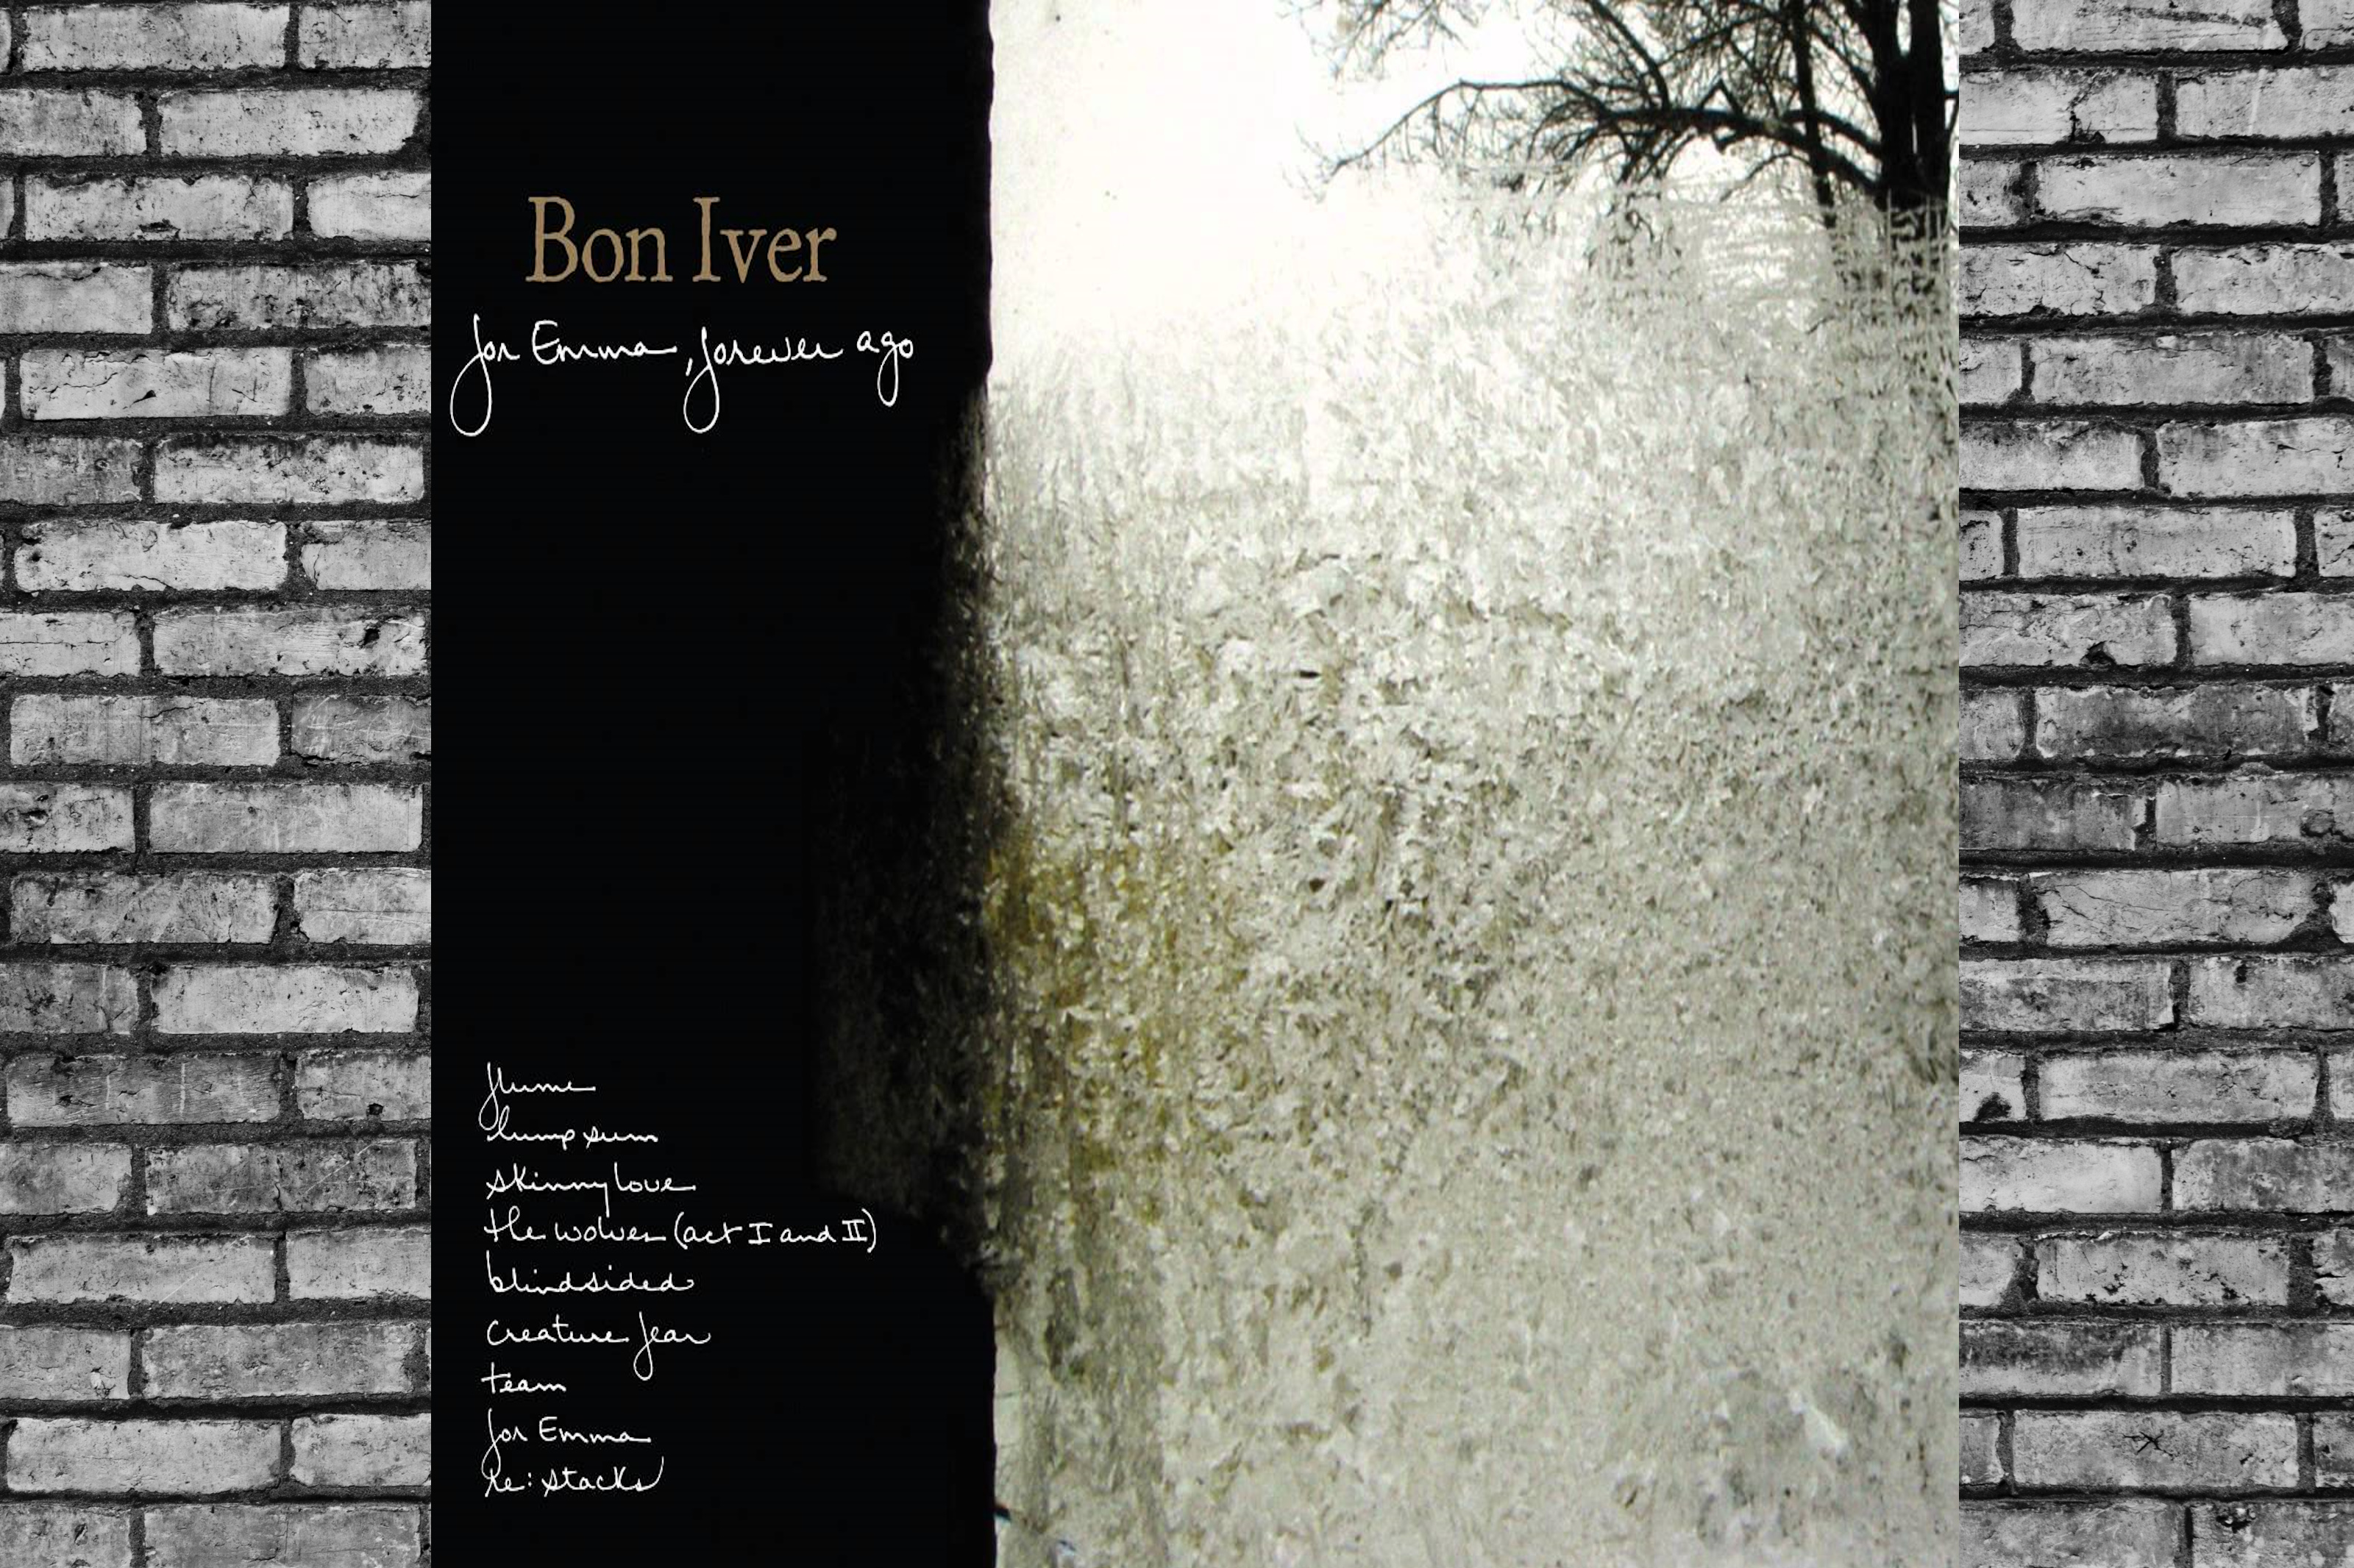 Bon Iver
for Emma, forever ago
flume
lump sum
skinny love
the wolves (act I and II)
blindsided
creature fear
team
for Emma
re: stacks